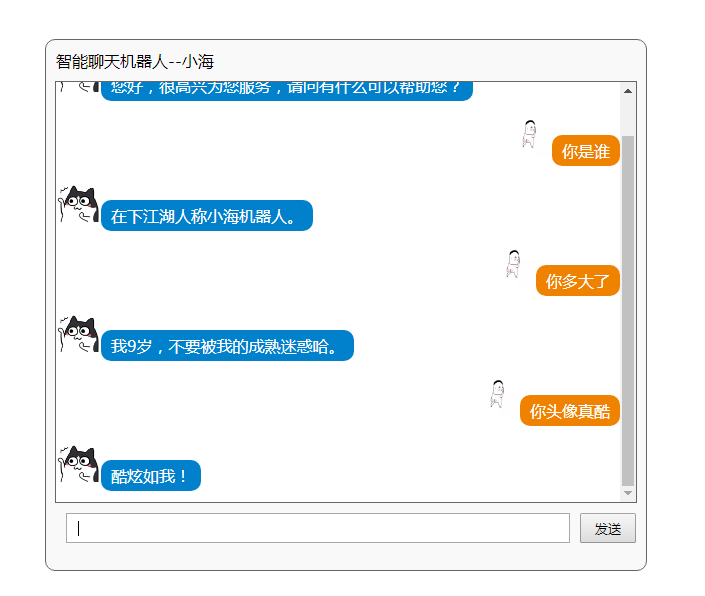 智能聊天机器人--小海
您好，很高兴为您服务，请问有什么可以帮助您？
你是谁
在下江湖人称小海机器人。
你多大了
我9岁，不要被我的成熟迷惑哈。
你头像真酷
酷炫如我！
发送